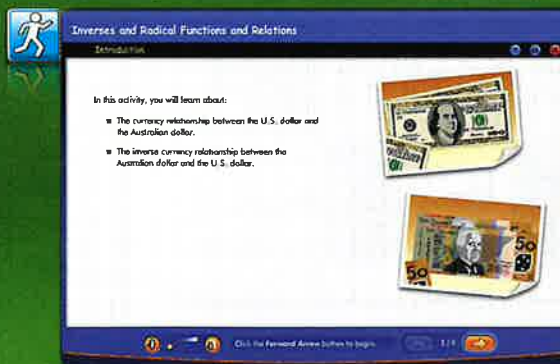 Inverses and Radical Functions and Relations
Introduction
In this activity, you will learn about:
The currency relationship between the U.S. dollar and
the Australian dollar.
The inverse currency relationship between the
Australian dollar and the U.S. dollar.
50
50
Click the Forward Arrow button to begin.